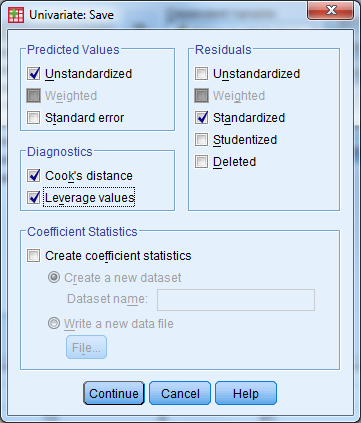 Univariate: Save
Predicted Values
Unstandardized
Weighted
Standard error
Diagnostics
Cook's distance
Leverage values
Residuals
Unstandardized
Weighted
Standardized
Studentized
Deleted
Coefficient Statistics
Create coefficient statistics
Create a new dataset
Dataset name:
Write a new data file
File...
Continue
Cancel
Help